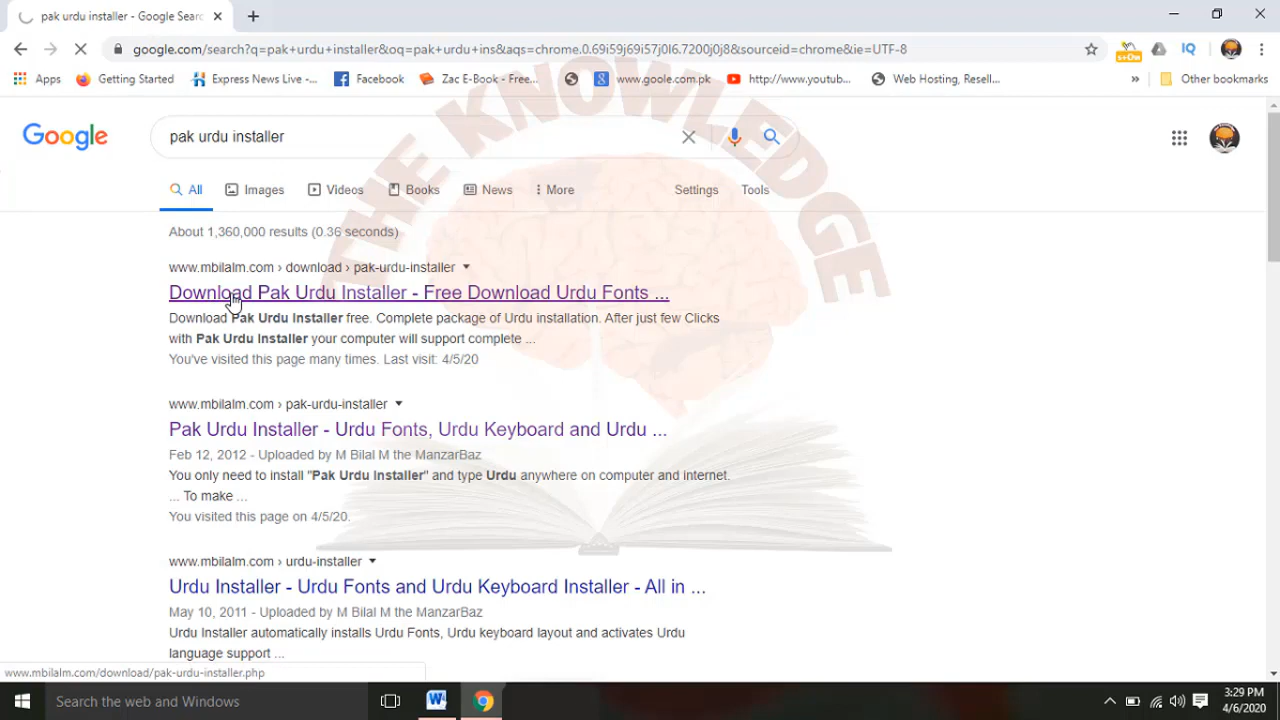 pak urdu installer - Google Searc
google.com/search?q=pak+urdu+installer&oq=pak+urdu+ins&aqs=chrome.0.69i59j69i57j0l6.7200j0j8&sourceid=chrome&ie=UTF-8
Apps Getting Started Express News Live -... Facebook Zac E-Book - Free... www.goole.com.pk http://www.youtub... Web Hosting, Resell... » Other bookmarks
THE KNOWLEDGE
Google pak urdu installer
All Images Videos Books News More Settings Tools
About 1,360,000 results (0.36 seconds)
www.mbilalm.com › download › pak-urdu-installer
Download Pak Urdu Installer - Free Download Urdu Fonts ...
Download Pak Urdu Installer free. Complete package of Urdu installation. After just few Clicks
with Pak Urdu Installer your computer will support complete ...
You've visited this page many times. Last visit: 4/5/20
www.mbilalm.com › pak-urdu-installer
Pak Urdu Installer - Urdu Fonts, Urdu Keyboard and Urdu ...
Feb 12, 2012 - Uploaded by M Bilal M the ManzarBaz
You only need to install "Pak Urdu Installer" and type Urdu anywhere on computer and internet.
... To make ...
You visited this page on 4/5/20.
www.mbilalm.com › urdu-installer
Urdu Installer - Urdu Fonts and Urdu Keyboard Installer - All in ...
May 10, 2011 - Uploaded by M Bilal M the ManzarBaz
Urdu Installer automatically installs Urdu Fonts, Urdu keyboard layout and activates Urdu
language support ...
www.mbilalm.com/download/pak-urdu-installer.php
Search the web and Windows
3:29 PM
4/6/2020